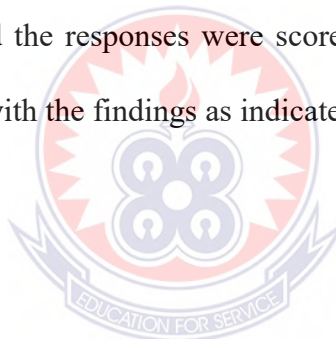 the responses were score
with the findings as indicate
EDUCATION FOR SERVICE